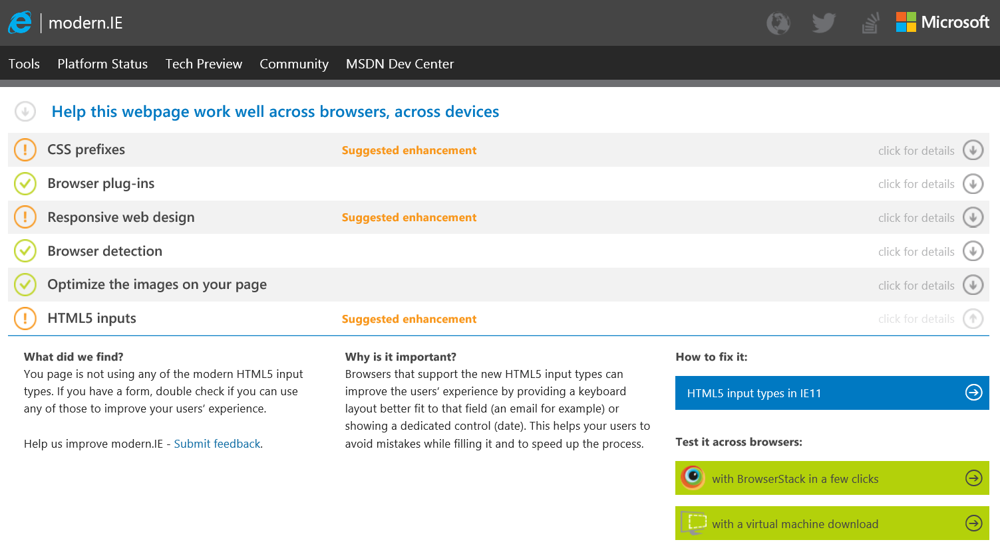 modern.IE
Microsoft
Tools Platform Status Tech Preview Community MSDN Dev Center
Help this webpage work well across browsers, across devices
CSS prefixes Suggested enhancement click for details
Browser plug-ins click for details
Responsive web design Suggested enhancement click for details
Browser detection click for details
Optimize the images on your page click for details
HTML5 inputs Suggested enhancement click for details
What did we find?
You page is not using any of the modern HTML5 input
types. If you have a form, double check if you can use
any of those to improve your users’ experience.
Help us improve modern.IE - Submit feedback.
Why is it important?
Browsers that support the new HTML5 input types can
improve the users’ experience by providing a keyboard
layout better fit to that field (an email for example) or
showing a dedicated control (date). This helps your users to
avoid mistakes while filling it and to speed up the process.
How to fix it:
HTML5 input types in IE11
Test it across browsers:
with BrowserStack in a few clicks
with a virtual machine download